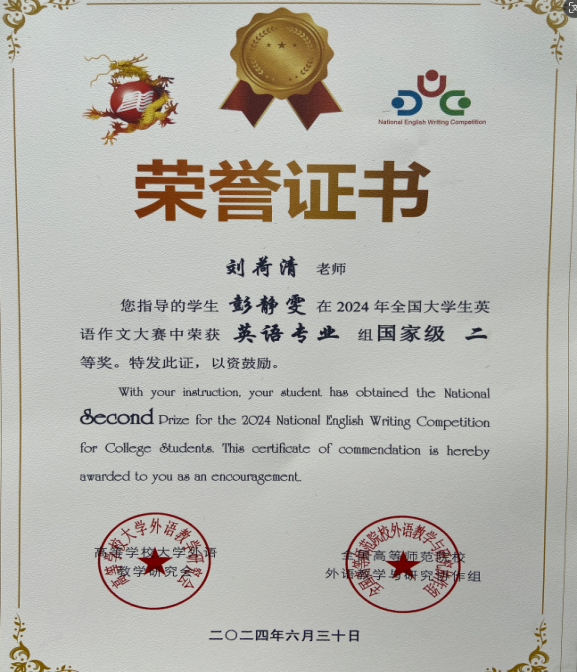 National English Writing Competition
荣誉证书
刘荷清 老师
您指导的学生 彭静雯 在 2024 年全国大学生英
语作文大赛中荣获 英语专业 组国家级 二
等奖。特发此证，以资鼓励。
With your instruction, your student has obtained the National
Second Prize for the 2024 National English Writing Competition
for College Students. This certificate of commendation is hereby
awarded to you as an encouragement.
高等学校大学外语
教学研究会
全国高等师范院校
外语教学与研究协作组
二〇二四年六月三十日